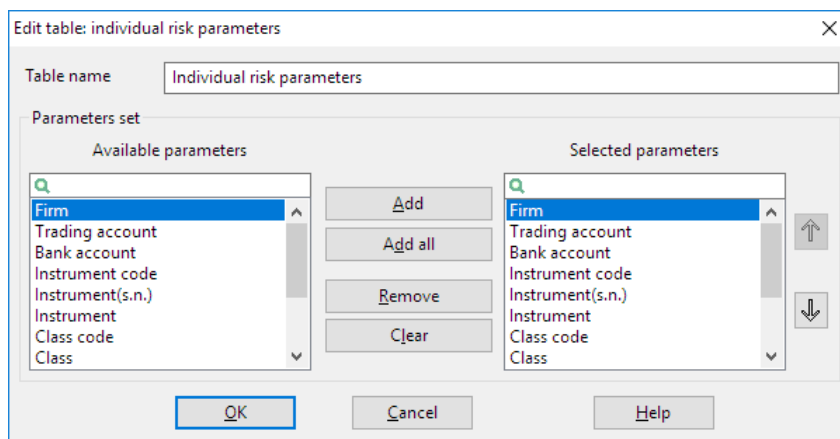 Edit table: individual risk parameters
Table name Individual risk parameters
Parameters set
Available parameters
Firm
Trading account
Bank account
Instrument code
Instrument(s.n.)
Instrument
Class code
Class
Add
Add all
Remove
Clear
Selected parameters
Firm
Trading account
Bank account
Instrument code
Instrument(s.n.)
Instrument
Class code
Class
OK Cancel Help